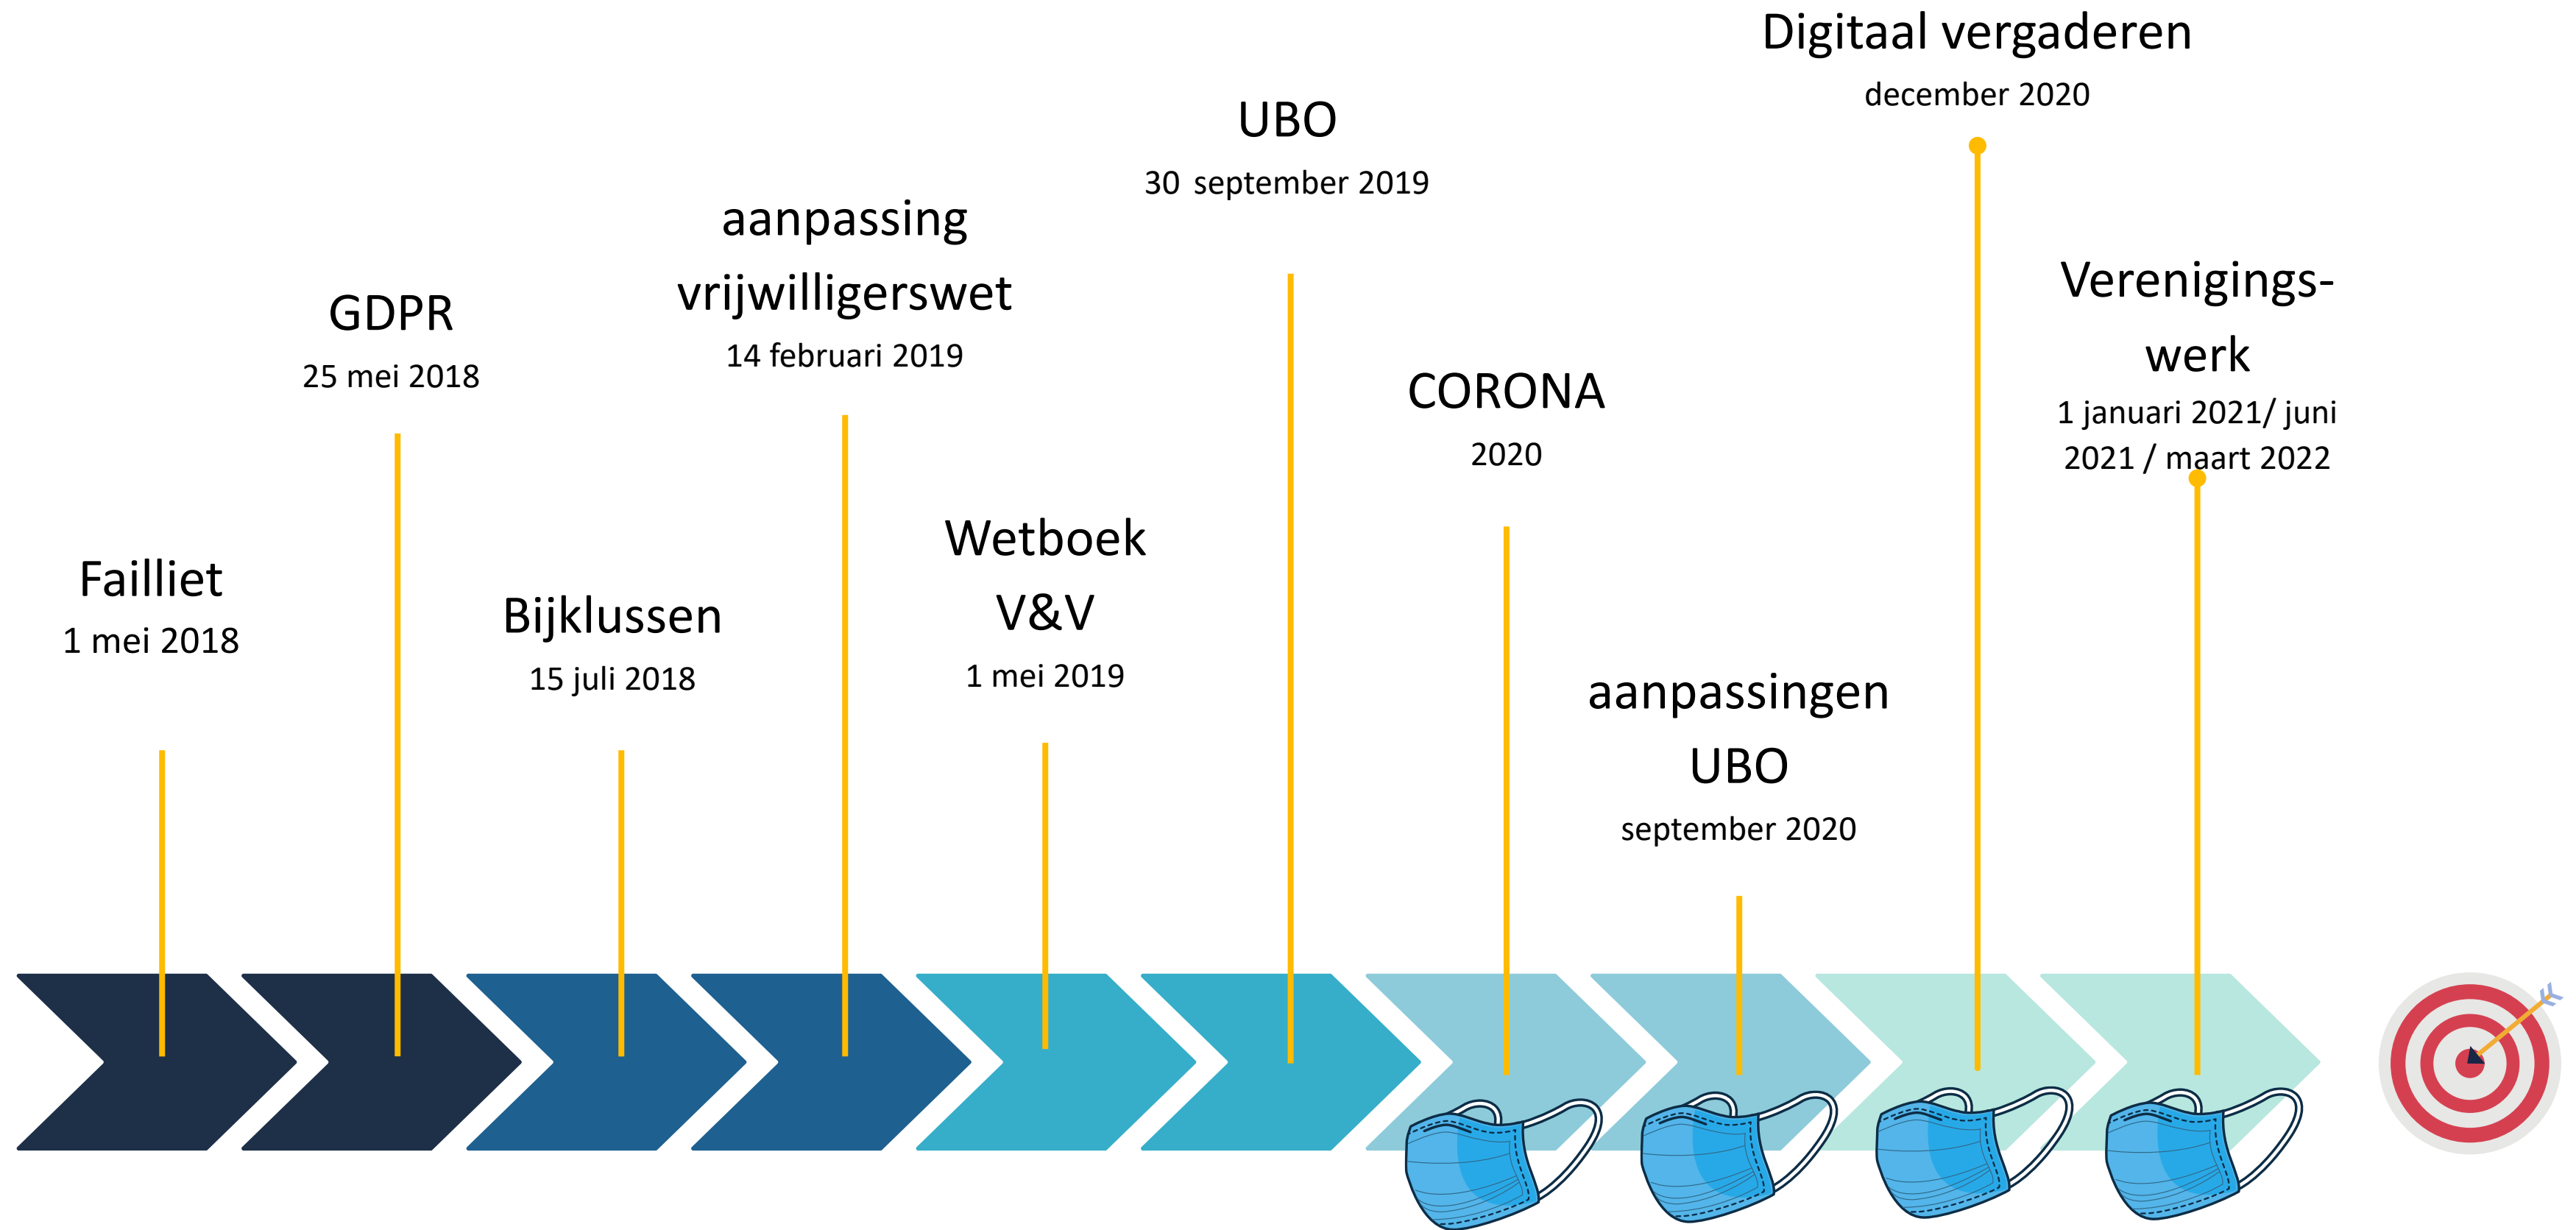 Failliet
1 mei 2018
GDPR
25 mei 2018
Bijklussen
15 juli 2018
aanpassing
vrijwilligerswet
14 februari 2019
Wetboek
V&V
1 mei 2019
UBO
30 september 2019
CORONA
2020
aanpassingen
UBO
september 2020
Digitaal vergaderen
december 2020
Verenigings-
werk
1 januari 2021/ juni
2021 / maart 2022